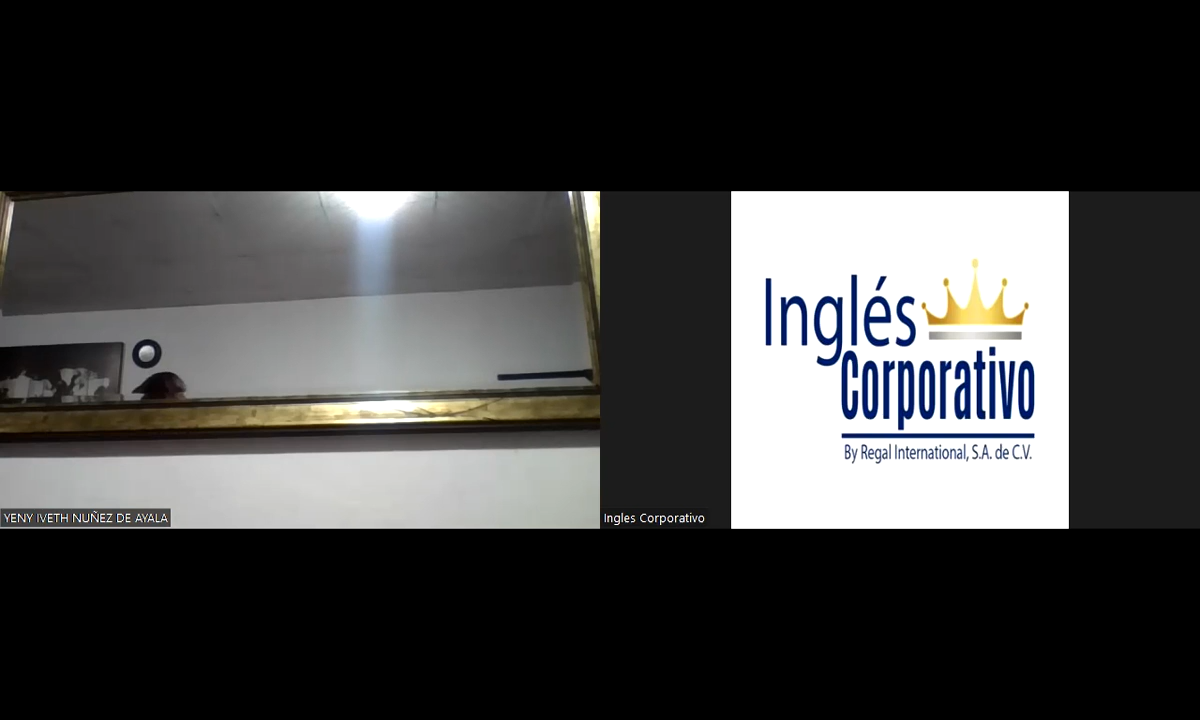 Inglés
Corporativo
By Regal International, S.A. de C.V.
YENY IVETH NUÑEZ DE AYALA
Ingles Corporativo